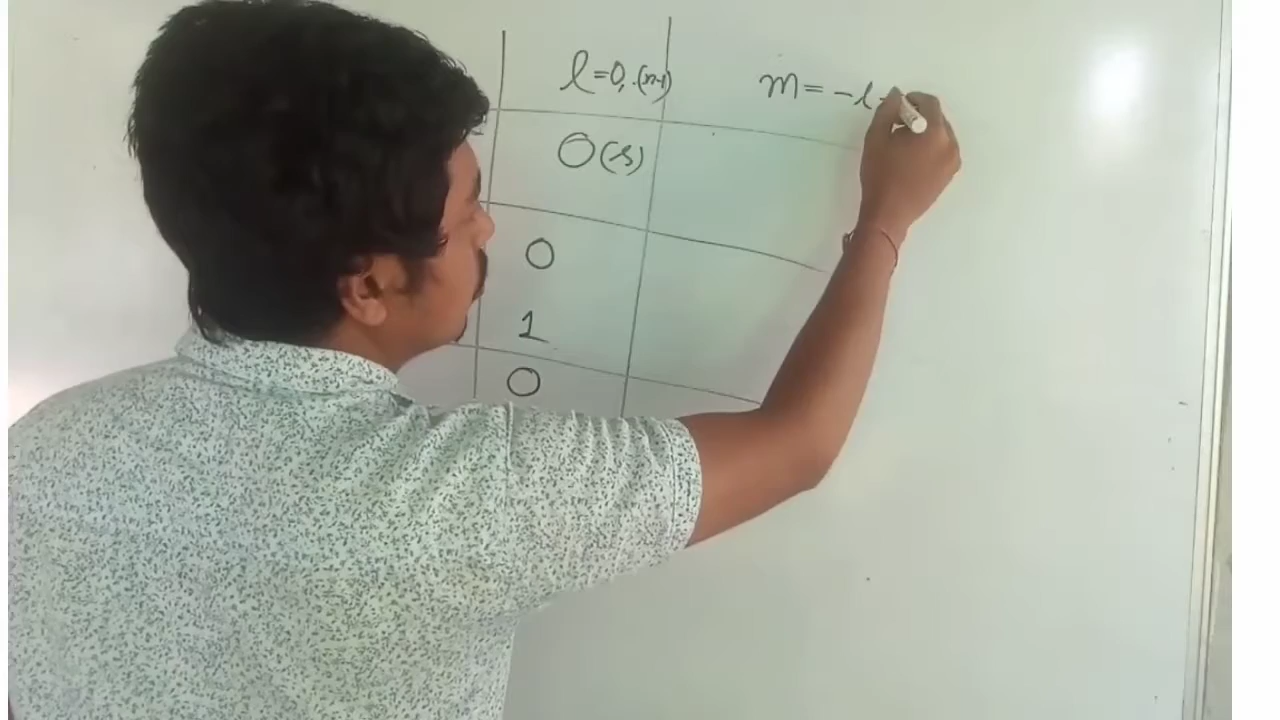 l=0,.(n-1) m= -l
0(s)
0
1
0